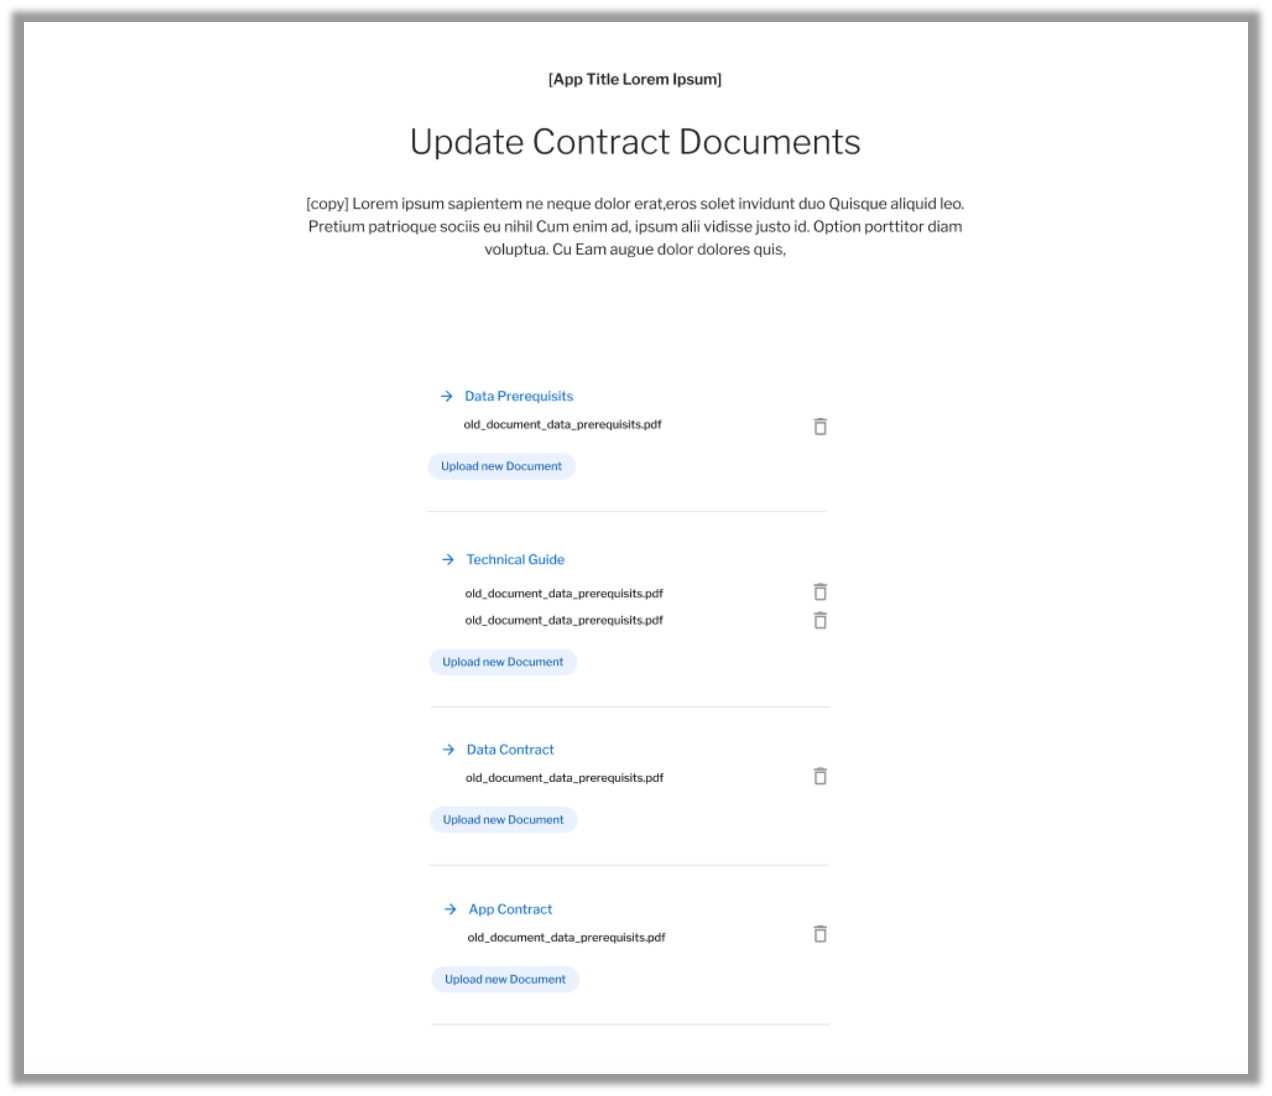 [App Title Lorem Ipsum]
Update Contract Documents
[copy] Lorem ipsum sapientem ne neque dolor erat,eros solet invidunt duo Quisque aliquid leo.
Pretium patrioque sociis eu nihil Cum enim ad, ipsum alii vidisse justo id. Option porttitor diam
voluptua. Cu Eam augue dolor dolores quis,
Data Prerequisits
old_document_data_prerequisits.pdf
Upload new Document
Technical Guide
old_document_data_prerequisits.pdf
old_document_data_prerequisits.pdf
Upload new Document
Data Contract
old_document_data_prerequisits.pdf
Upload new Document
App Contract
old_document_data_prerequisits.pdf
Upload new Document